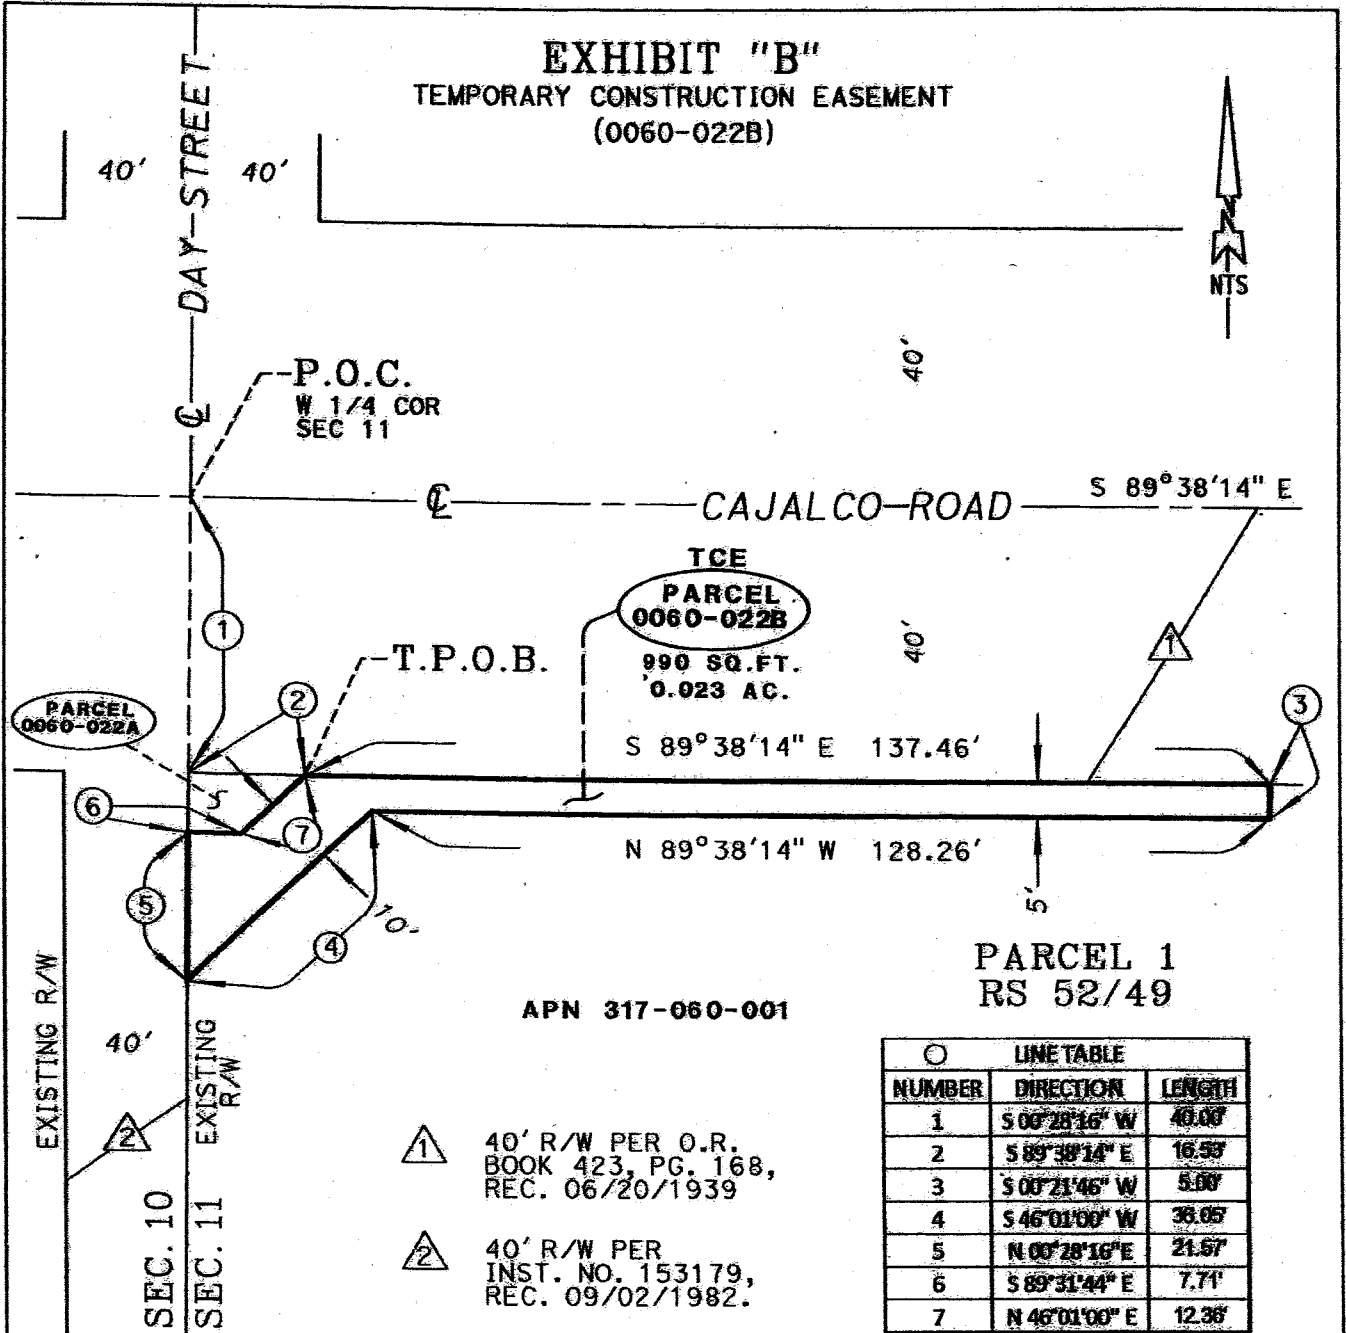 EXHIBIT "B"
TEMPORARY CONSTRUCTION EASEMENT
(0060-022B)
40'
DAY STREET
40'
N
NTS
P.O.C.
W 1/4 COR
SEC 11
40'
℄
℄
CAJALCO ROAD
S 89°38'14" E
TCE
PARCEL
0060-022B
990 SQ.FT.
0.023 AC.
40'
1
1
T.P.O.B.
2
3
PARCEL
0060-022A
S 89°38'14" E 137.46'
6
7
N 89°38'14" W 128.26'
5
10'
5'
4
PARCEL 1
RS 52/49
APN 317-060-001
EXISTING R/W
40'
EXISTING
R/W
2
SEC. 10
SEC. 11
1
40' R/W PER O.R.
BOOK 423, PG. 168,
REC. 06/20/1939
2
40' R/W PER
INST. NO. 153179,
REC. 09/02/1982.
LINE TABLE
NUMBER DIRECTION LENGTH
1 S 00°28'16" W 40.00'
2 S 89°38'14" E 16.53'
3 S 00°21'46" W 5.00'
4 S 46°01'00" W
5 N 00°28'16" E 21.57'
6 S 89°31'44" E 7.71'
7 N 46°01'00" E 12.36'